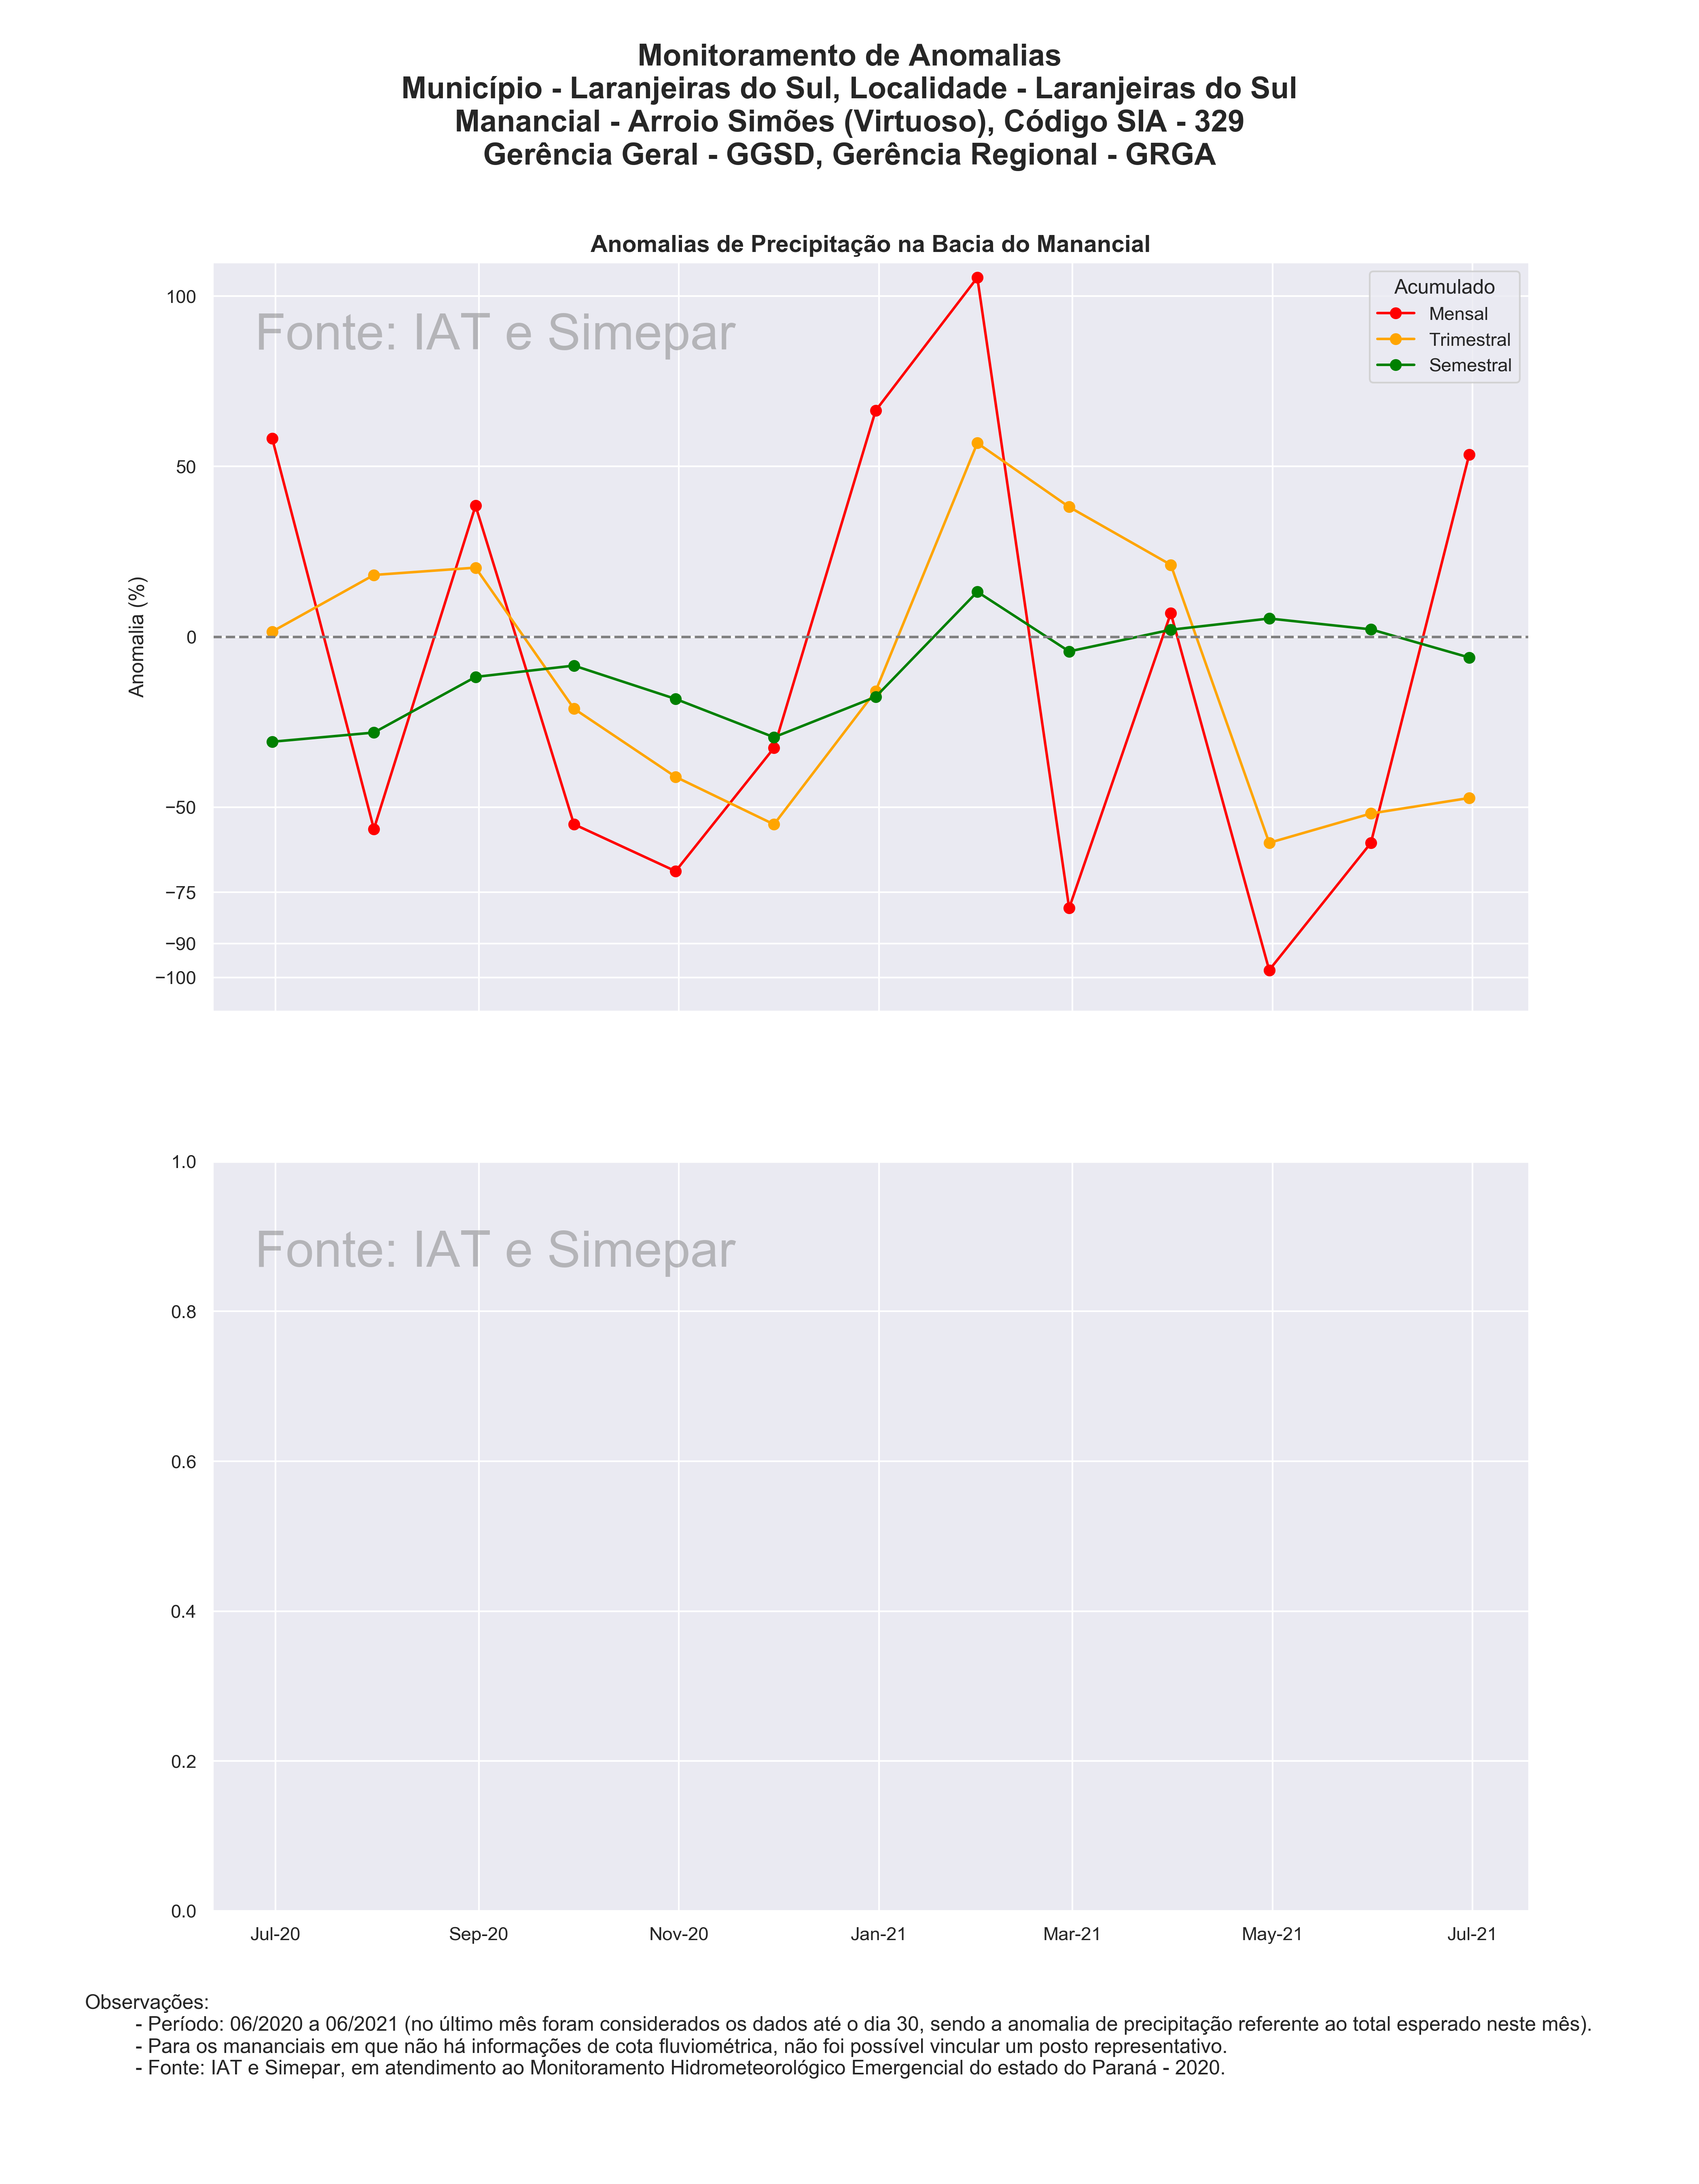 Monitoramento de Anomalias
Município - Laranjeiras do Sul, Localidade - Laranjeiras do Sul
Manancial - Arroio Simões (Virtuoso), Código SIA - 329
Gerência Geral - GGSD, Gerência Regional - GRGA
Anomalias de Precipitação na Bacia do Manancial
Fonte: IAT e Simepar
Acumulado
Mensal
Trimestral
Semestral
Anomalia (%)
100
50
0
−50
−75
−90
−100
Fonte: IAT e Simepar
1.0
0.8
0.6
0.4
0.2
0.0
Jul-20 Sep-20 Nov-20 Jan-21 Mar-21 May-21 Jul-21
Observações:
- Período: 06/2020 a 06/2021 (no último mês foram considerados os dados até o dia 30, sendo a anomalia de precipitação referente ao total esperado neste mês).
- Para os mananciais em que não há informações de cota fluviométrica, não foi possível vincular um posto representativo.
- Fonte: IAT e Simepar, em atendimento ao Monitoramento Hidrometeorológico Emergencial do estado do Paraná - 2020.